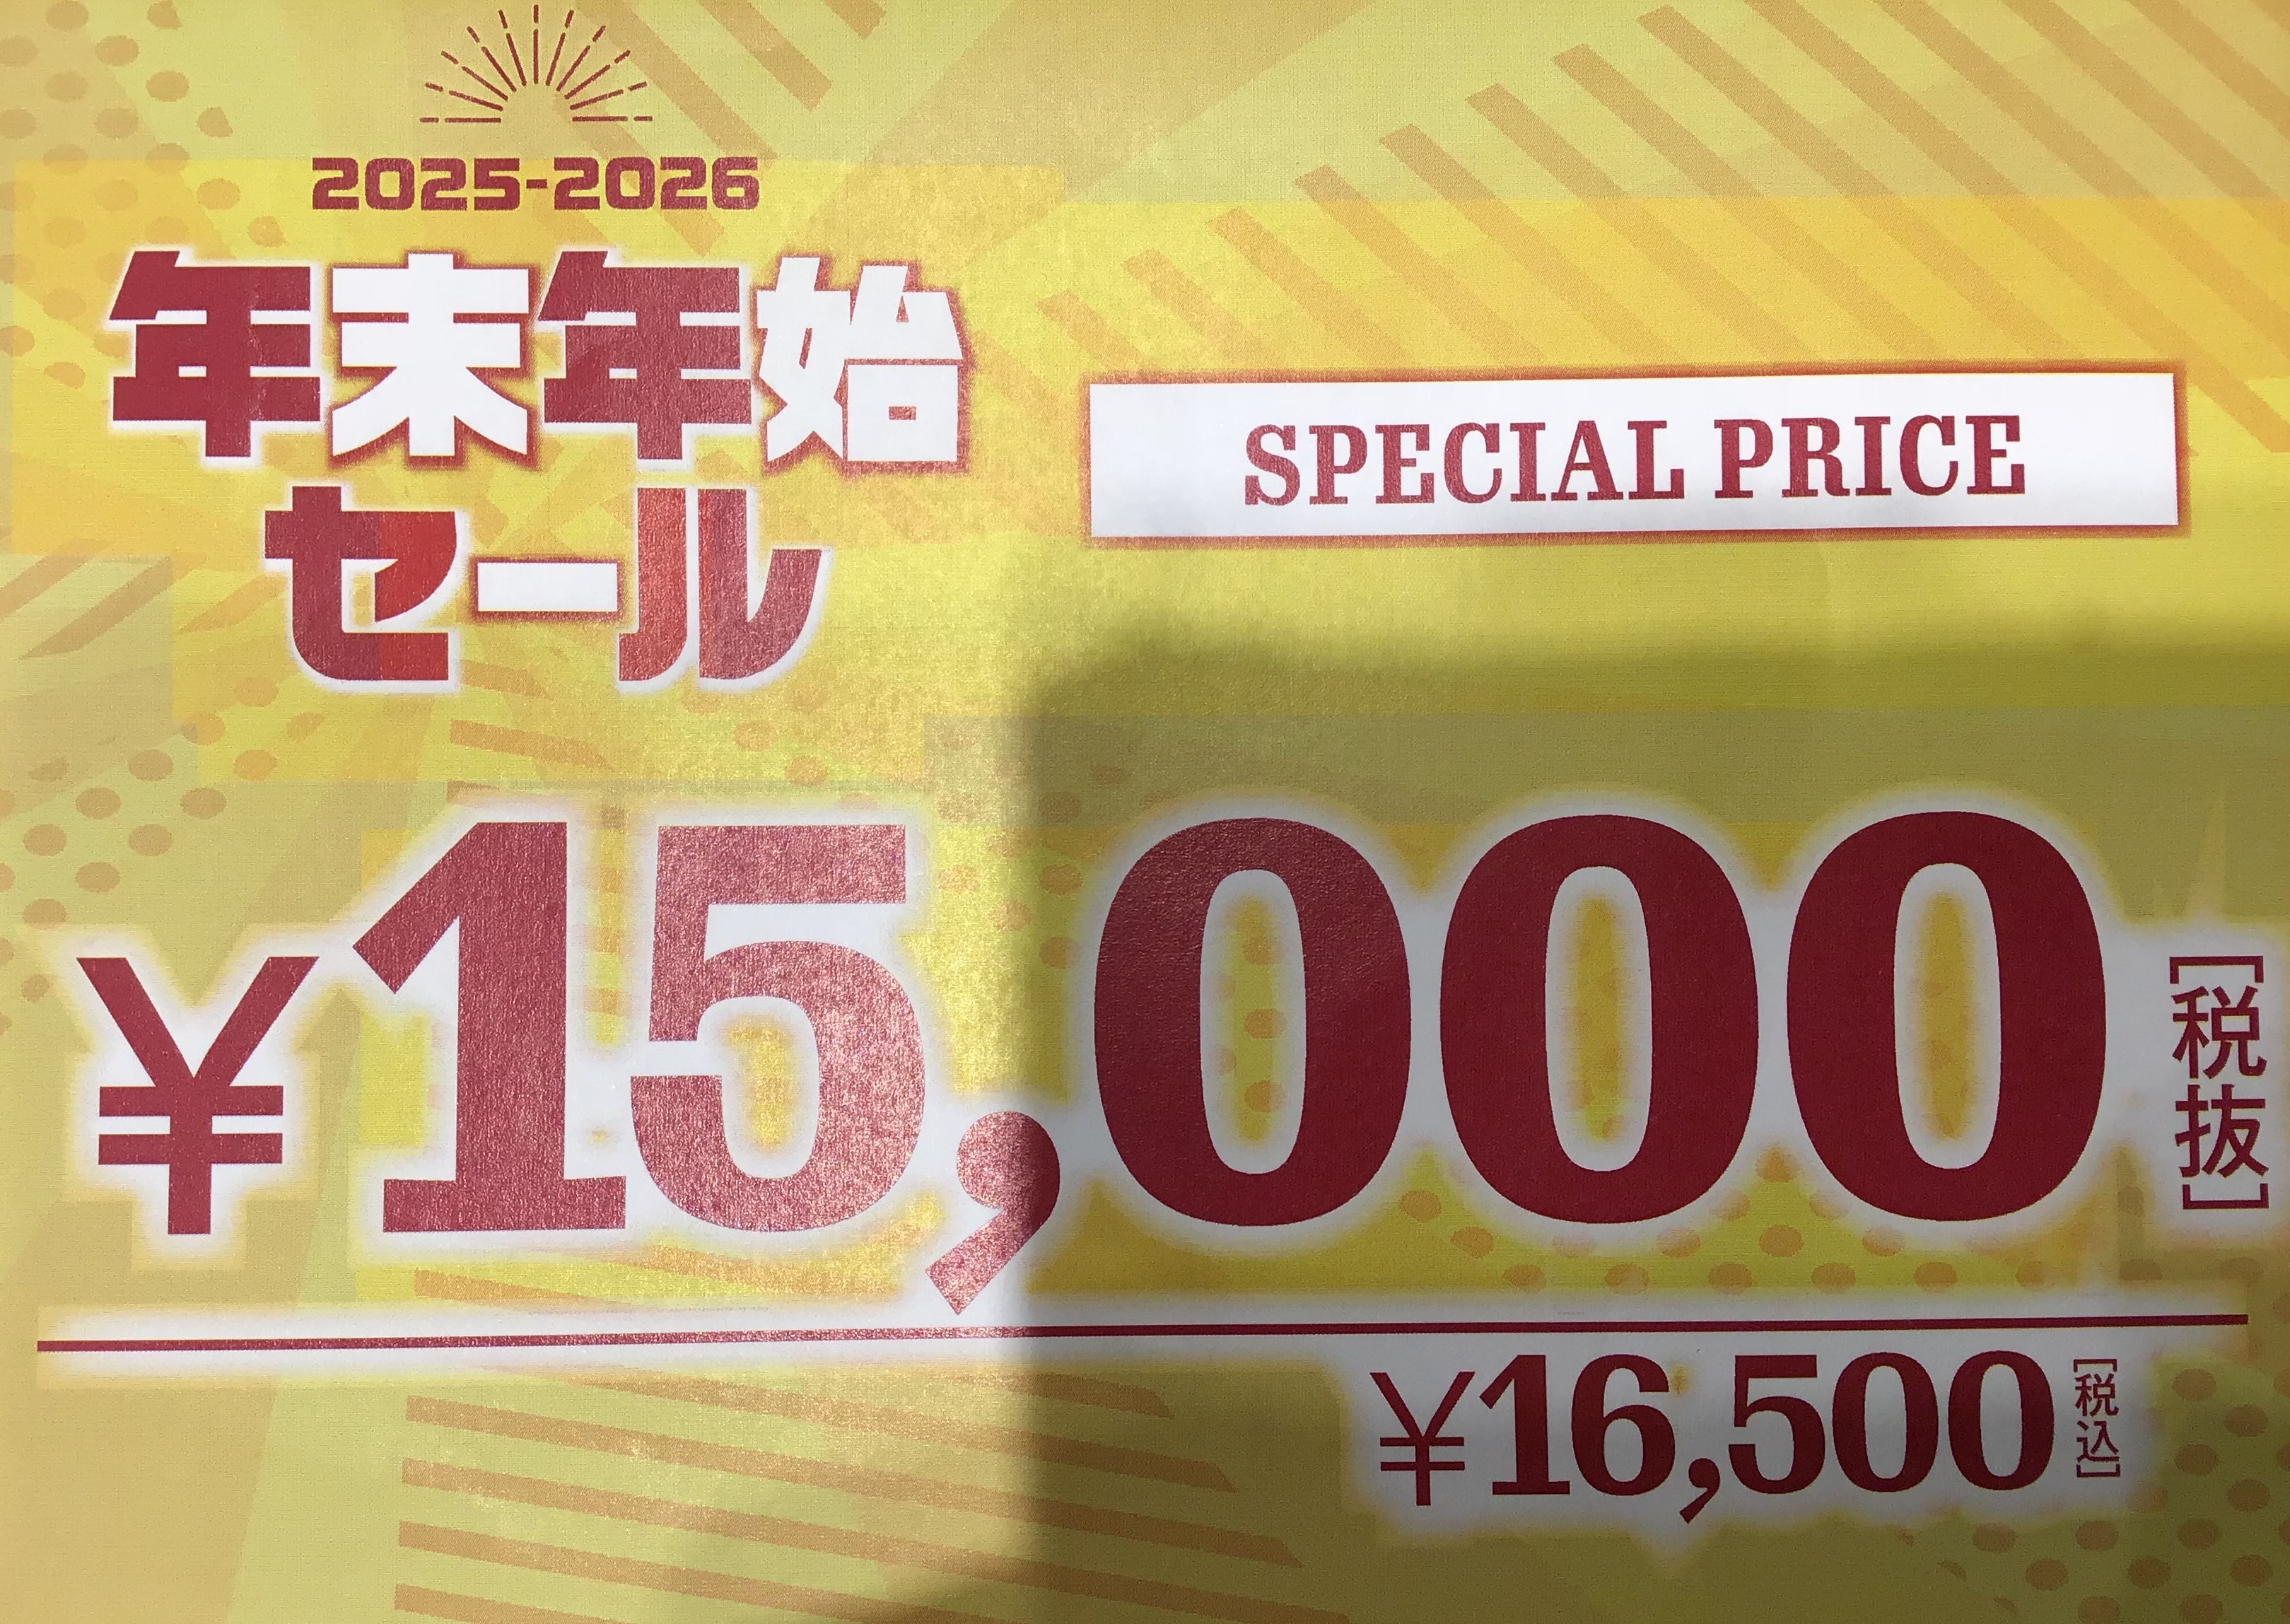 2025-2026
年末年始
セール
SPECIAL PRICE
¥15,000[税抜]
¥16,500[税込]